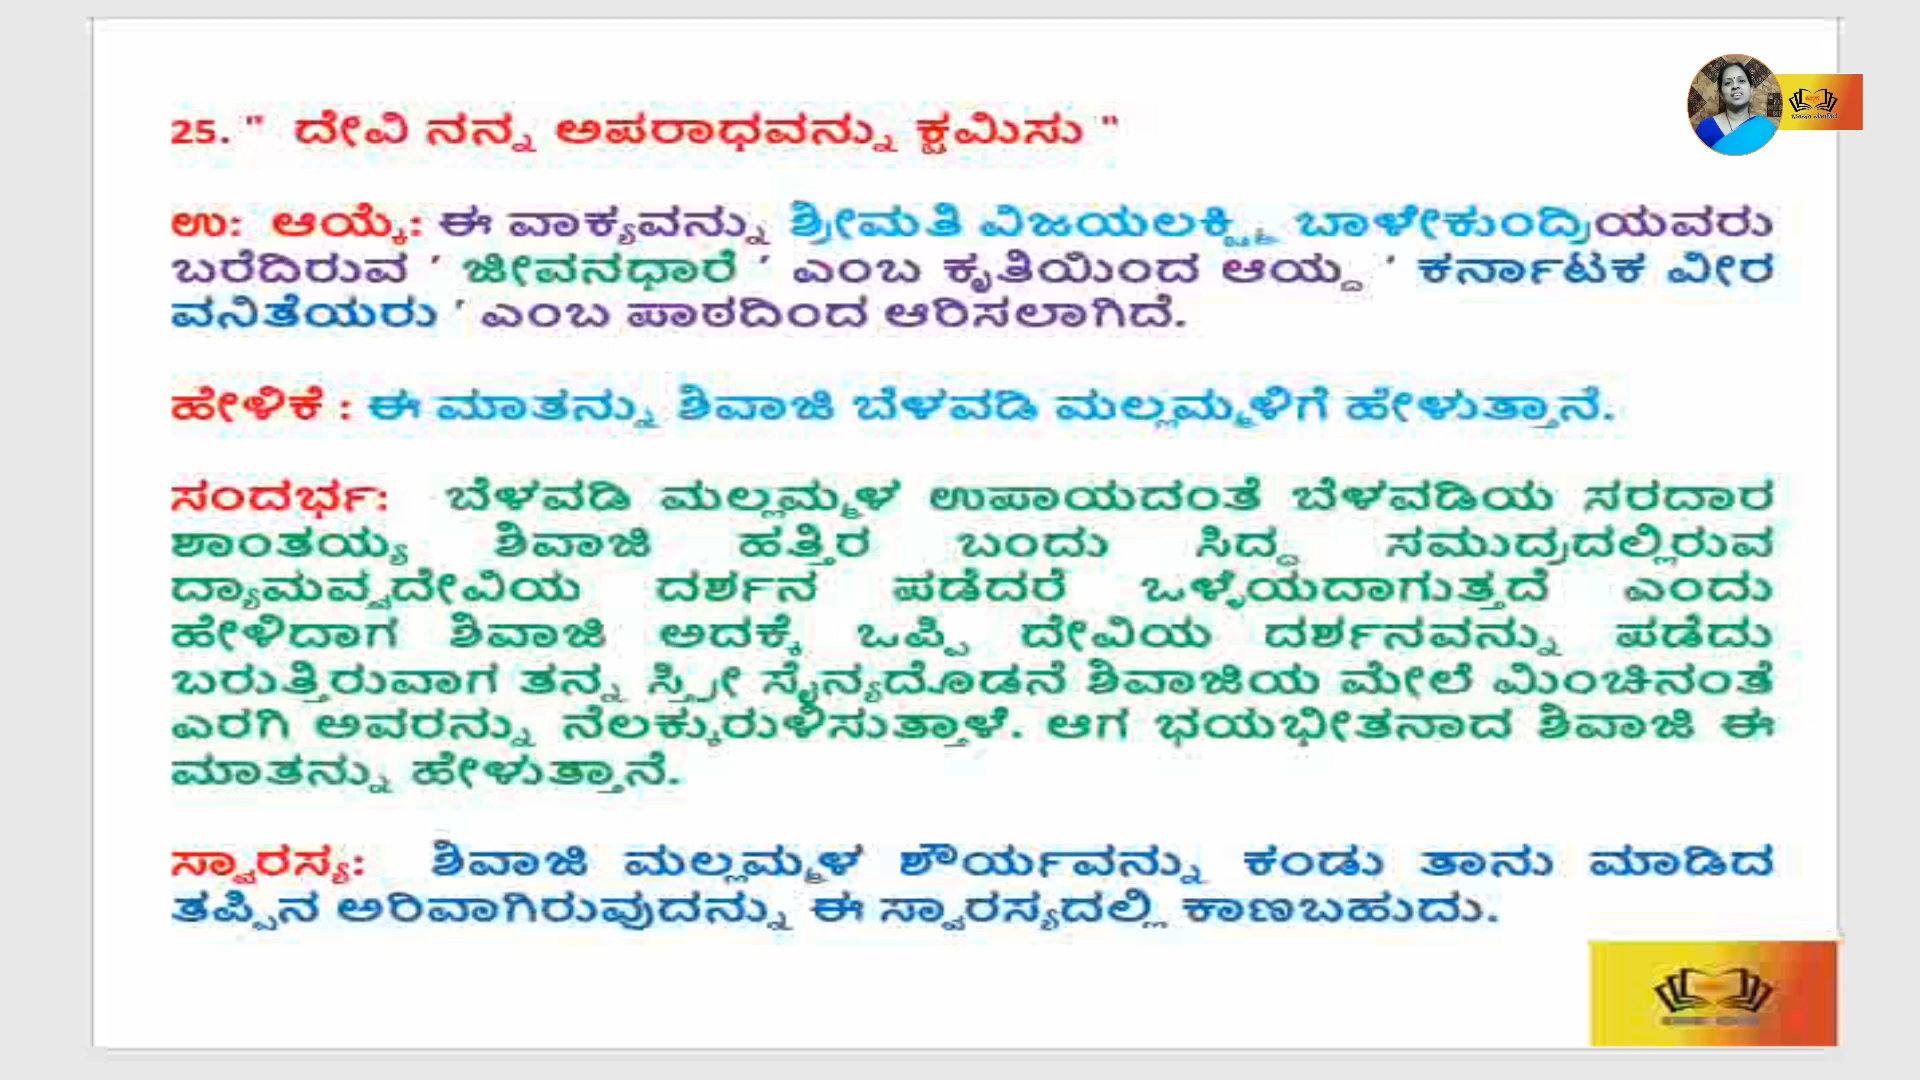 25. " ದೇವಿ ನನ್ನ ಅಪರಾಧವನ್ನು ಕ್ಷಮಿಸು "
ಉ: ಆಯ್ಕೆ: ಈ ವಾಕ್ಯವನ್ನು ಶ್ರೀಮತಿ ವಿಜಯಲಕ್ಷ್ಮಿ ಬಾಳೇಕುಂದ್ರಿಯವರು
ಬರೆದಿರುವ ' ಜೀವನಧಾರೆ ' ಎಂಬ ಕೃತಿಯಿಂದ ಆಯ್ದ ' ಕರ್ನಾಟಕ ವೀರ
ವನಿತೆಯರು ' ಎಂಬ ಪಾಠದಿಂದ ಆರಿಸಲಾಗಿದೆ.
ಹೇಳಿಕೆ : ಈ ಮಾತನ್ನು ಶಿವಾಜಿ ಬೆಳವಡಿ ಮಲ್ಲಮ್ಮಳಿಗೆ ಹೇಳುತ್ತಾನೆ.
ಸಂದರ್ಭ: ಬೆಳವಡಿ ಮಲ್ಲಮ್ಮಳ ಉಪಾಯದಂತೆ ಬೆಳವಡಿಯ ಸರದಾರ
ಶಾಂತಯ್ಯ ಶಿವಾಜಿ ಹತ್ತಿರ ಬಂದು ಸಿದ್ದ ಸಮುದ್ರದಲ್ಲಿರುವ
ದ್ಯಾಮವ್ವದೇವಿಯ ದರ್ಶನ ಪಡೆದರೆ ಒಳ್ಳೆಯದಾಗುತ್ತದೆ ಎಂದು
ಹೇಳಿದಾಗ ಶಿವಾಜಿ ಅದಕ್ಕೆ ಒಪ್ಪಿ ದೇವಿಯ ದರ್ಶನವನ್ನು ಪಡೆದು
ಬರುತ್ತಿರುವಾಗ ತನ್ನ ಸ್ತ್ರೀ ಸೈನ್ಯದೊಡನೆ ಶಿವಾಜಿಯ ಮೇಲೆ ಮಿಂಚಿನಂತೆ
ಎರಗಿ ಅವರನ್ನು ನೆಲಕ್ಕುರುಳಿಸುತ್ತಾಳೆ. ಆಗ ಭಯಭೀತನಾದ ಶಿವಾಜಿ ಈ
ಮಾತನ್ನು ಹೇಳುತ್ತಾನೆ.
ಸ್ವಾರಸ್ಯ: ಶಿವಾಜಿ ಮಲ್ಲಮ್ಮಳ ಶೌರ್ಯವನ್ನು ಕಂಡು ತಾನು ಮಾಡಿದ
ತಪ್ಪಿನ ಅರಿವಾಗಿರುವುದನ್ನು ಈ ಸ್ವಾರಸ್ಯದಲ್ಲಿ ಕಾಣಬಹುದು.